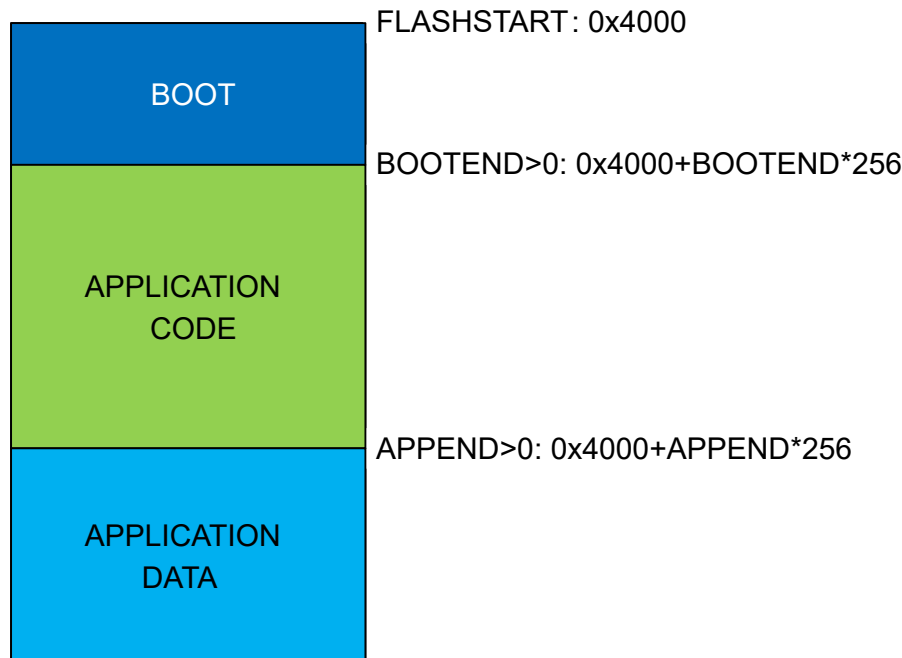 FLASHSTART: 0x4000
BOOT
BOOTEND>0: 0x4000+BOOTEND*256
APPLICATION
CODE
APPEND>0: 0x4000+APPEND*256
APPLICATION
DATA